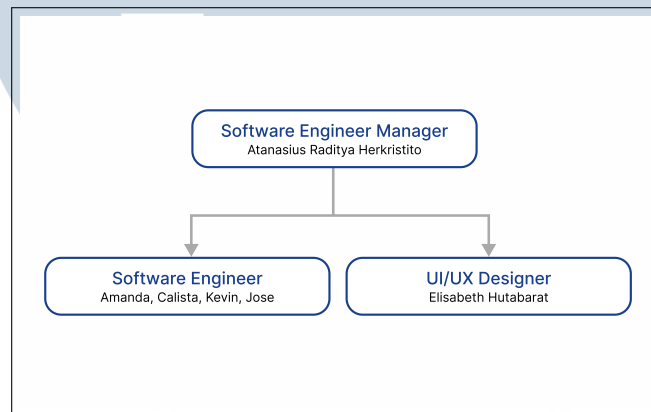 Software Engineer Manager
Atanasius Raditya Herkristito
Software Engineer
Amanda, Calista, Kevin, Jose
UI/UX Designer
Elisabeth Hutabarat